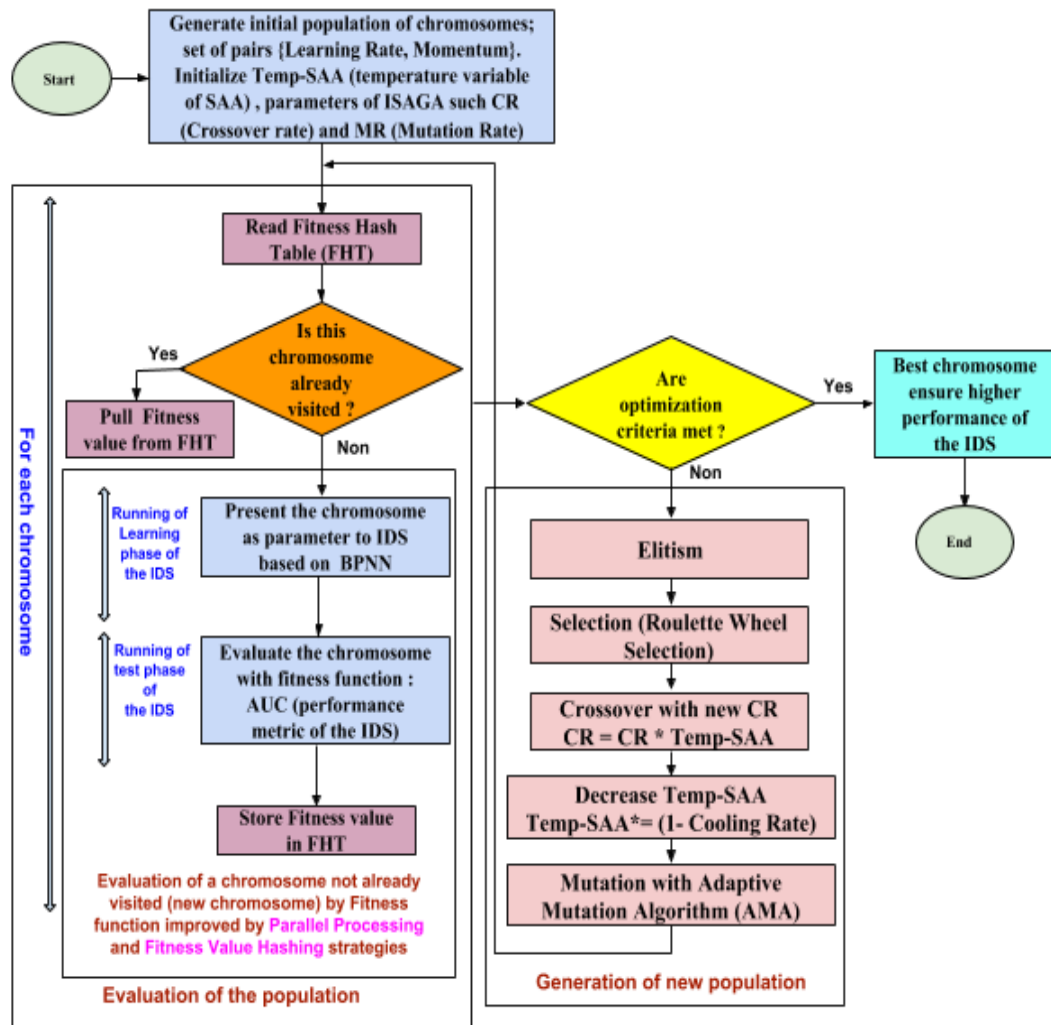 Start
Generate initial population of chromosomes;
set of pairs {Learning Rate, Momentum}.
Initialize Temp-SAA (temperature variable
of SAA) , parameters of ISAGA such CR
(Crossover rate) and MR (Mutation Rate)
For each chromosome
Read Fitness Hash
Table (FHT)
Is this
chromosome
already
visited ?
Yes
Pull Fitness
value from FHT
Non
Running of
Learning
phase of
the IDS
Present the chromosome
as parameter to IDS
based on BPNN
Running of
test phase
of
the IDS
Evaluate the chromosome
with fitness function :
AUC (performance
metric of the IDS)
Store Fitness value
in FHT
Evaluation of a chromosome not already
visited (new chromosome) by Fitness
function improved by Parallel Processing
and Fitness Value Hashing strategies
Evaluation of the population
Are
optimization
criteria met ?
Yes
Best chromosome
ensure higher
performance of
the IDS
End
Non
Elitism
Selection (Roulette Wheel
Selection)
Crossover with new CR
CR = CR * Temp-SAA
Decrease Temp-SAA
Temp-SAA*= (1- Cooling Rate)
Mutation with Adaptive
Mutation Algorithm (AMA)
Generation of new population